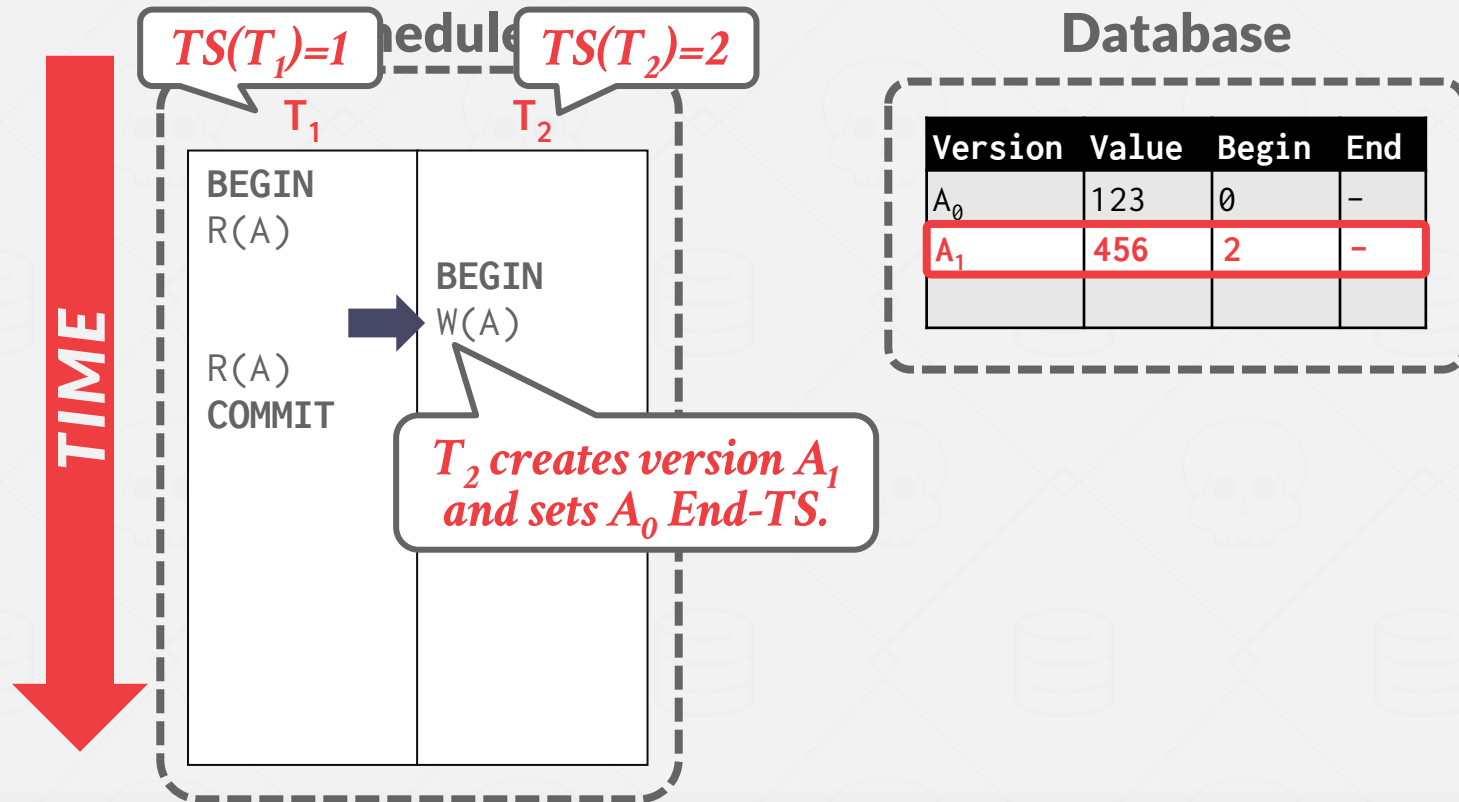 TS(T₁)=1
hedule
TS(T₂)=2
Database
T₁
T₂
Version Value Begin End
A₀ 123 0 –
A₁ 456 2 –
BEGIN
R(A)
BEGIN
W(A)
R(A)
COMMIT
T₂ creates version A₁
and sets A₀ End-TS.
TIME